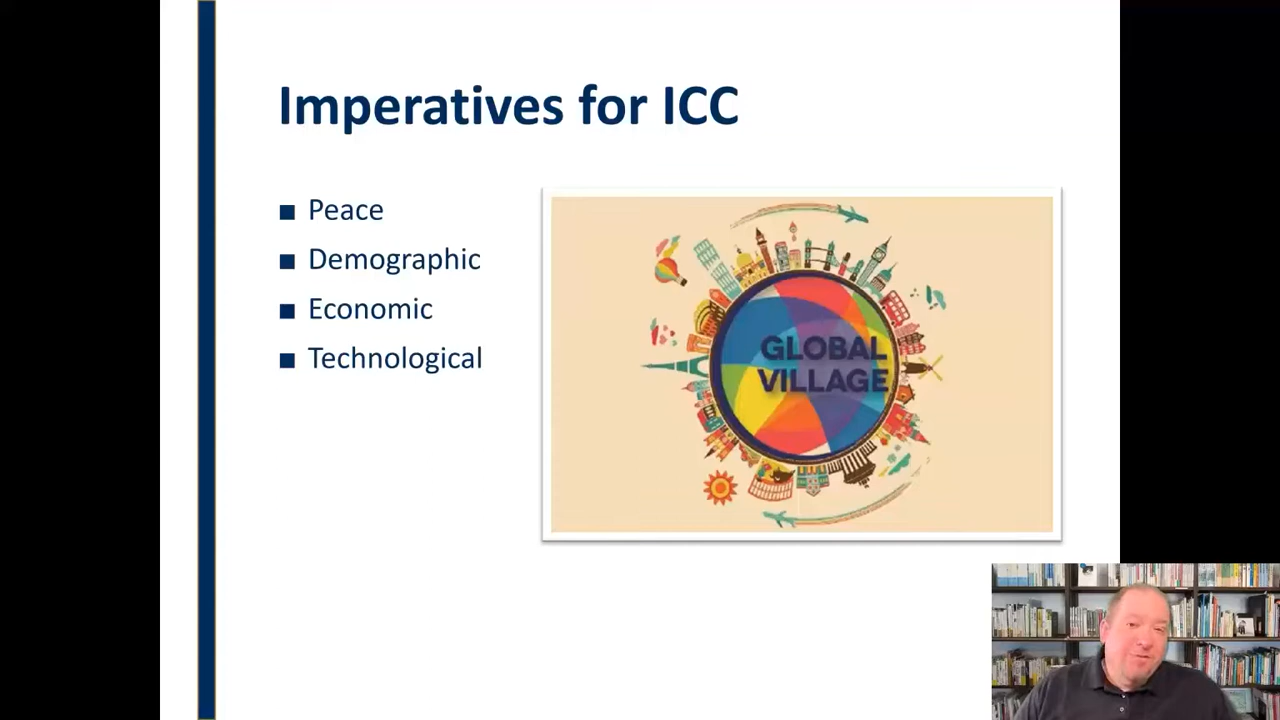 Imperatives for ICC
Peace
Demographic
Economic
Technological
GLOBAL
VILLAGE